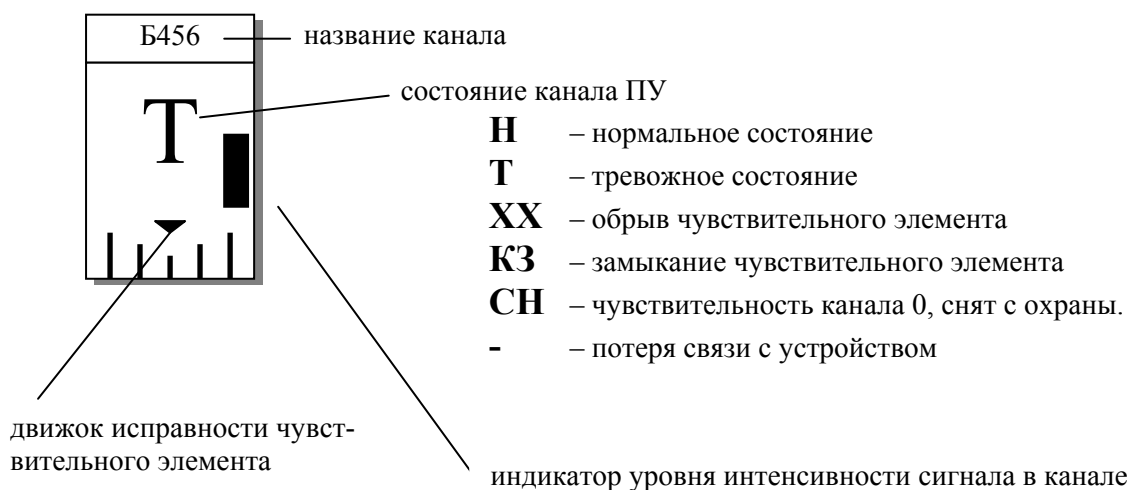 Б456
название канала
состояние канала ПУ
Т
Н – нормальное состояние
Т – тревожное состояние
ХХ – обрыв чувствительного элемента
КЗ – замыкание чувствительного элемента
СН – чувствительность канала 0, снят с охраны.
- – потеря связи с устройством
движок исправности чувст-
вительного элемента
индикатор уровня интенсивности сигнала в канале